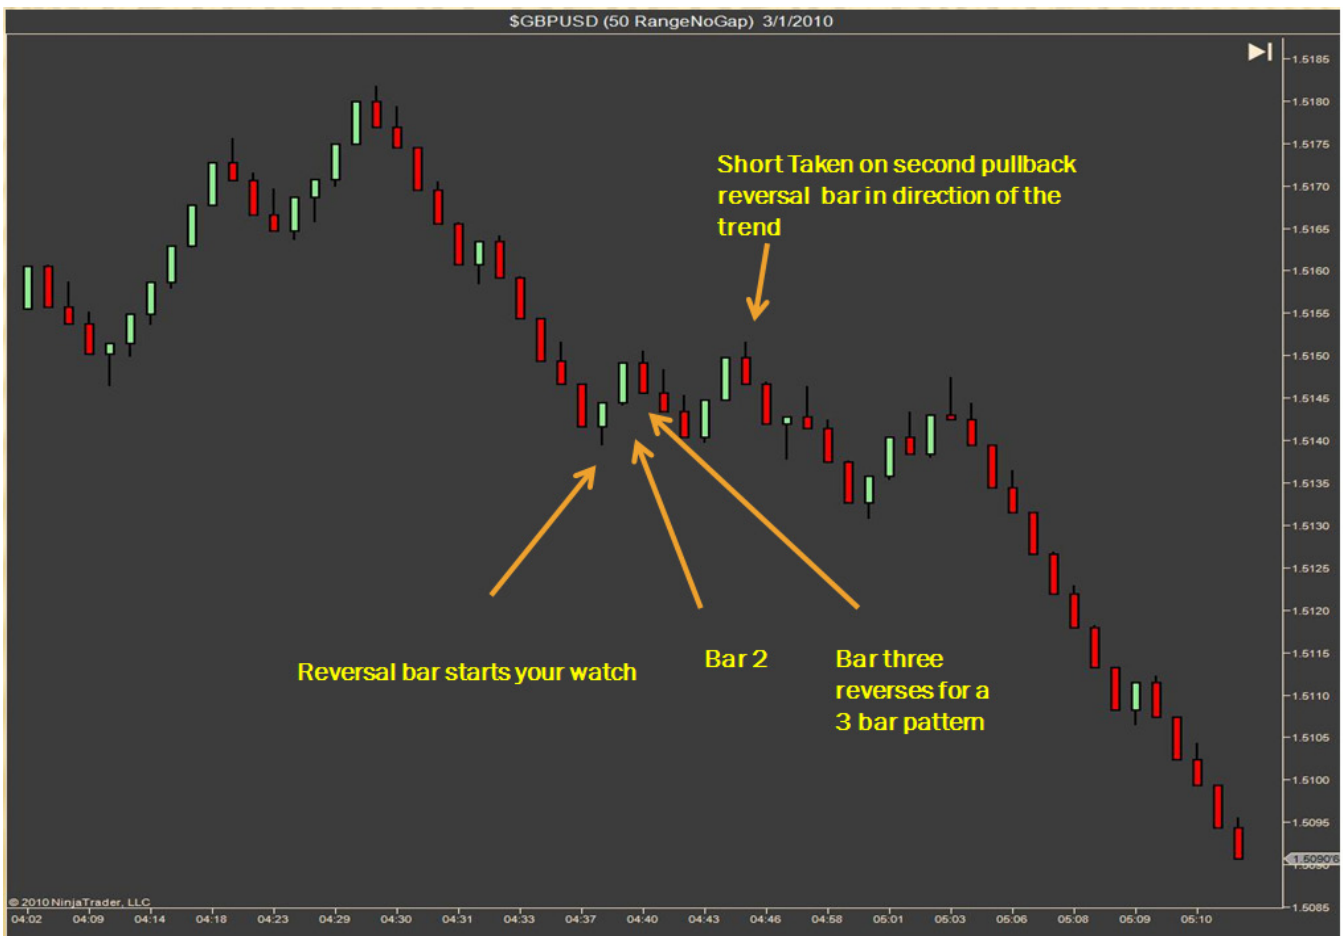 $GBPUSD (50 RangeNoGap) 3/1/2010
1.5185
1.5180
1.5175
1.5170
1.5165
1.5160
1.5155
1.5150
1.5145
1.5140
1.5135
1.5130
1.5125
1.5120
1.5115
1.5110
1.5105
1.5100
1.5095
1.5090'6
1.5085
Short Taken on second pullback
reversal bar in direction of the
trend
Reversal bar starts your watch
Bar 2
Bar three
reverses for a
3 bar pattern
© 2010 NinjaTrader, LLC
04:02 04:09 04:14 04:18 04:23 04:29 04:30 04:31 04:33 04:37 04:40 04:43 04:46 04:58 05:01 05:03 05:06 05:08 05:09 05:10